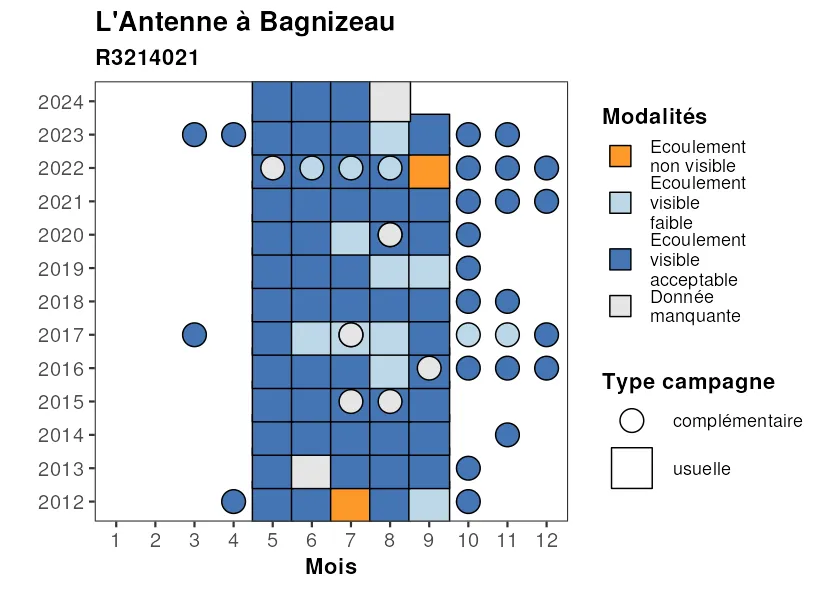 L'Antenne à Bagnizeau
R3214021
2024
2023
2022
2021
2020
2019
2018
2017
2016
2015
2014
2013
2012
1 2 3 4 5 6 7 8 9 10 11 12
Mois
Modalités
Ecoulement
non visible
Ecoulement
visible
faible
Ecoulement
visible
acceptable
Donnée
manquante
Type campagne
complémentaire
usuelle